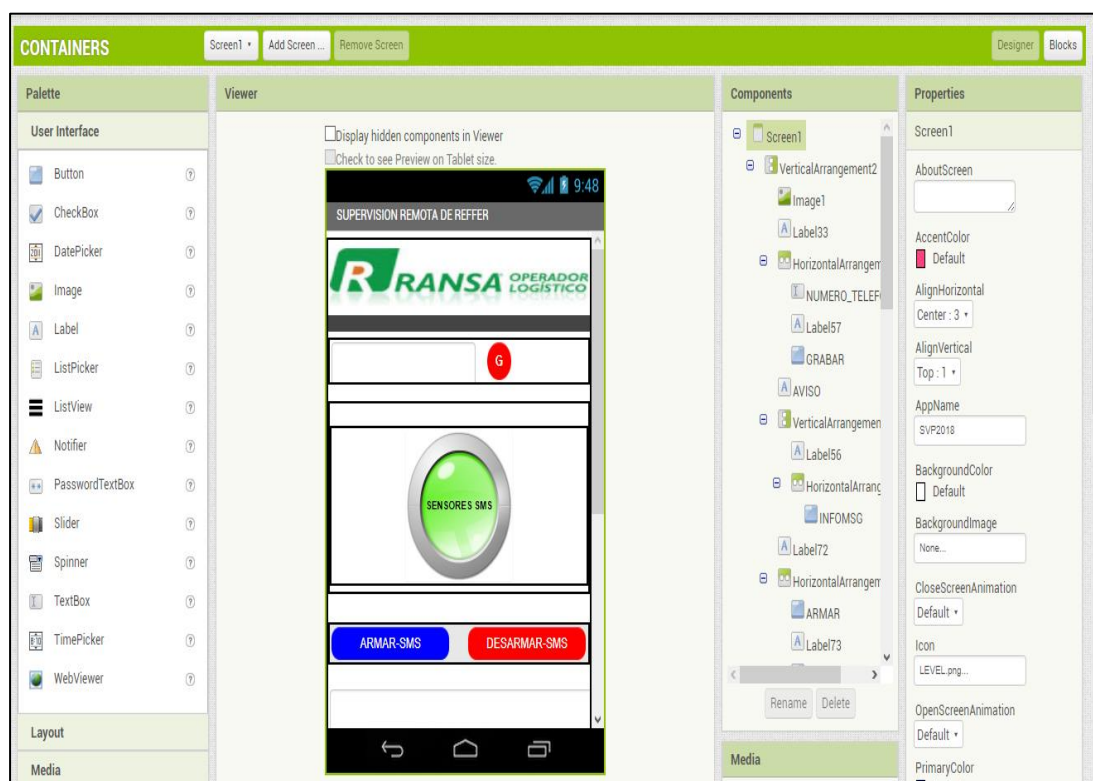 CONTAINERS
Screen1
Add Screen ...
Remove Screen
Designer
Blocks
Palette
User Interface
Button
CheckBox
DatePicker
Image
Label
ListPicker
ListView
Notifier
PasswordTextBox
Slider
Spinner
TextBox
TimePicker
WebViewer
Layout
Media
Viewer
Display hidden components in Viewer
Check to see Preview on Tablet size.
9:48
SUPERVISION REMOTA DE REFFER
R RANSA OPERADOR
LOGÍSTICO
G
SENSORES SMS
ARMAR-SMS
DESARMAR-SMS
Components
Screen1
VerticalArrangement2
Image1
Label33
HorizontalArrangem
NUMERO_TELEF
Label57
GRABAR
AVISO
VerticalArrangemen
Label56
HorizontalArrang
INFOMSG
Label72
HorizontalArrangem
ARMAR
Label73
Rename
Delete
Media
Properties
Screen1
AboutScreen
AccentColor
Default
AlignHorizontal
Center : 3
AlignVertical
Top : 1
AppName
SVP2018
BackgroundColor
Default
BackgroundImage
None...
CloseScreenAnimation
Default
Icon
LEVEL.png...
OpenScreenAnimation
Default
PrimaryColor